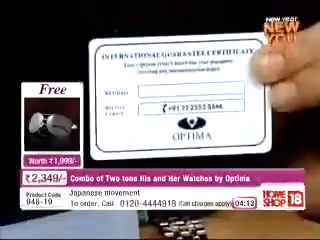 NEW YEAR
NEW
YOU
INTERNATIONAL GUARANTEE CERTIFICATE
OPTIMA
Free
Worth ₹ 1,999/-
₹ 2,349/-
Combo of Two tone His and Her Watches by Optima
Product Code
948-19
Japanese movement
To order, Call 0120-4444918 (Call charges apply) 04:12
HOME
SHOP 18